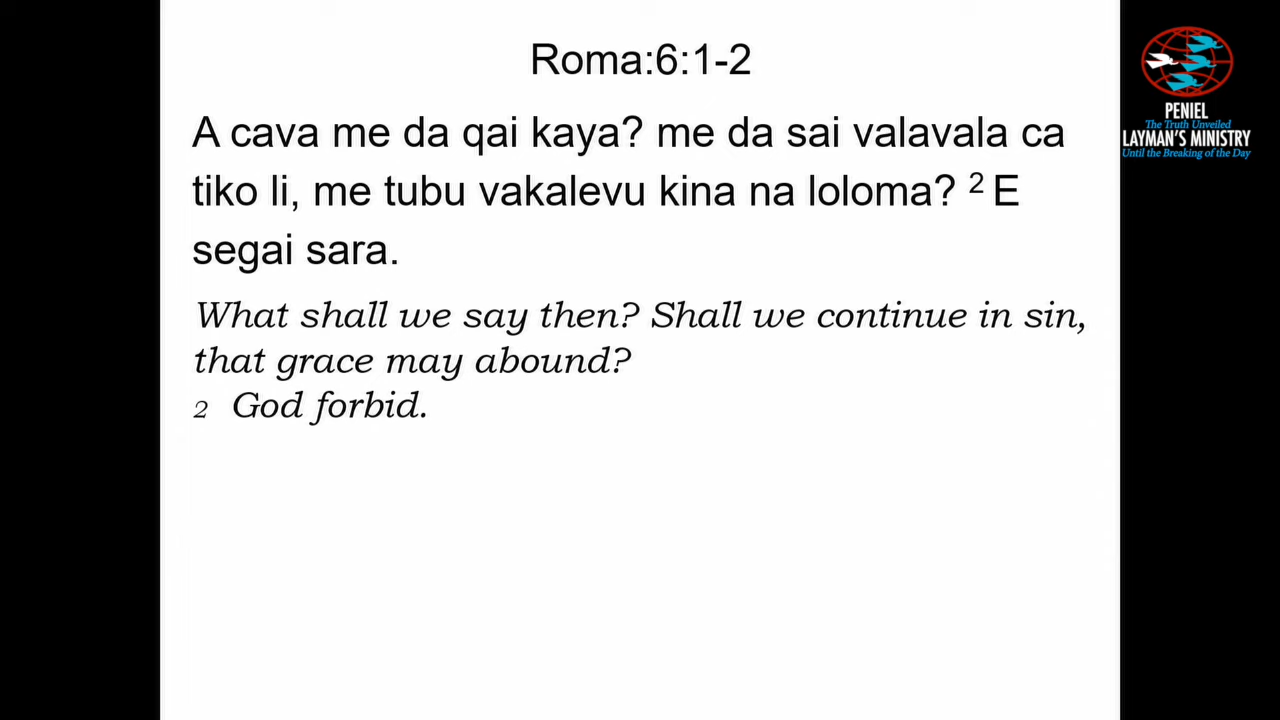 Roma:6:1-2
A cava me da qai kaya? me da sai valavala ca
tiko li, me tubu vakalevu kina na loloma? 2 E
segai sara.
What shall we say then? Shall we continue in sin,
that grace may abound?
2 God forbid.
PENIEL
The Truth Unveiled
LAYMAN'S MINISTRY
Until the Breaking of the Day